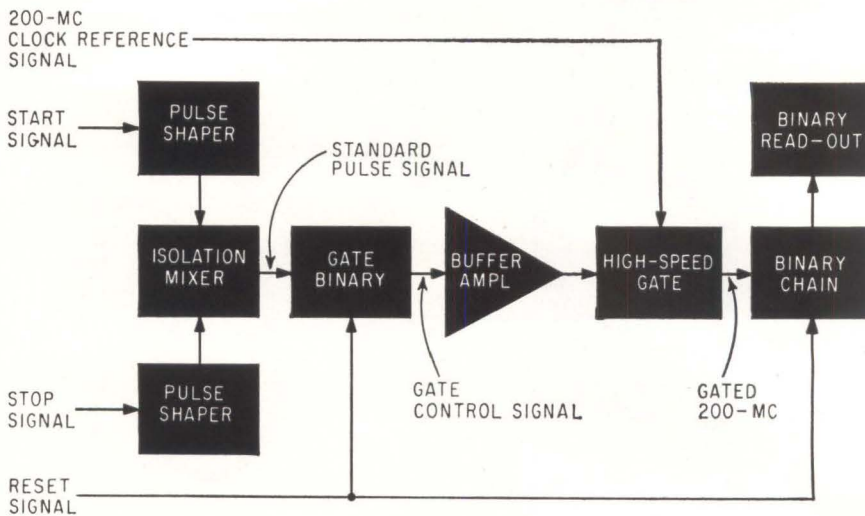 200-MC
CLOCK REFERENCE
SIGNAL
START
SIGNAL
PULSE
SHAPER
STANDARD
PULSE SIGNAL
BINARY
READ-OUT
ISOLATION
MIXER
GATE
BINARY
BUFFER
AMPL
HIGH-SPEED
GATE
BINARY
CHAIN
STOP
SIGNAL
PULSE
SHAPER
GATE
CONTROL SIGNAL
GATED
200-MC
RESET
SIGNAL